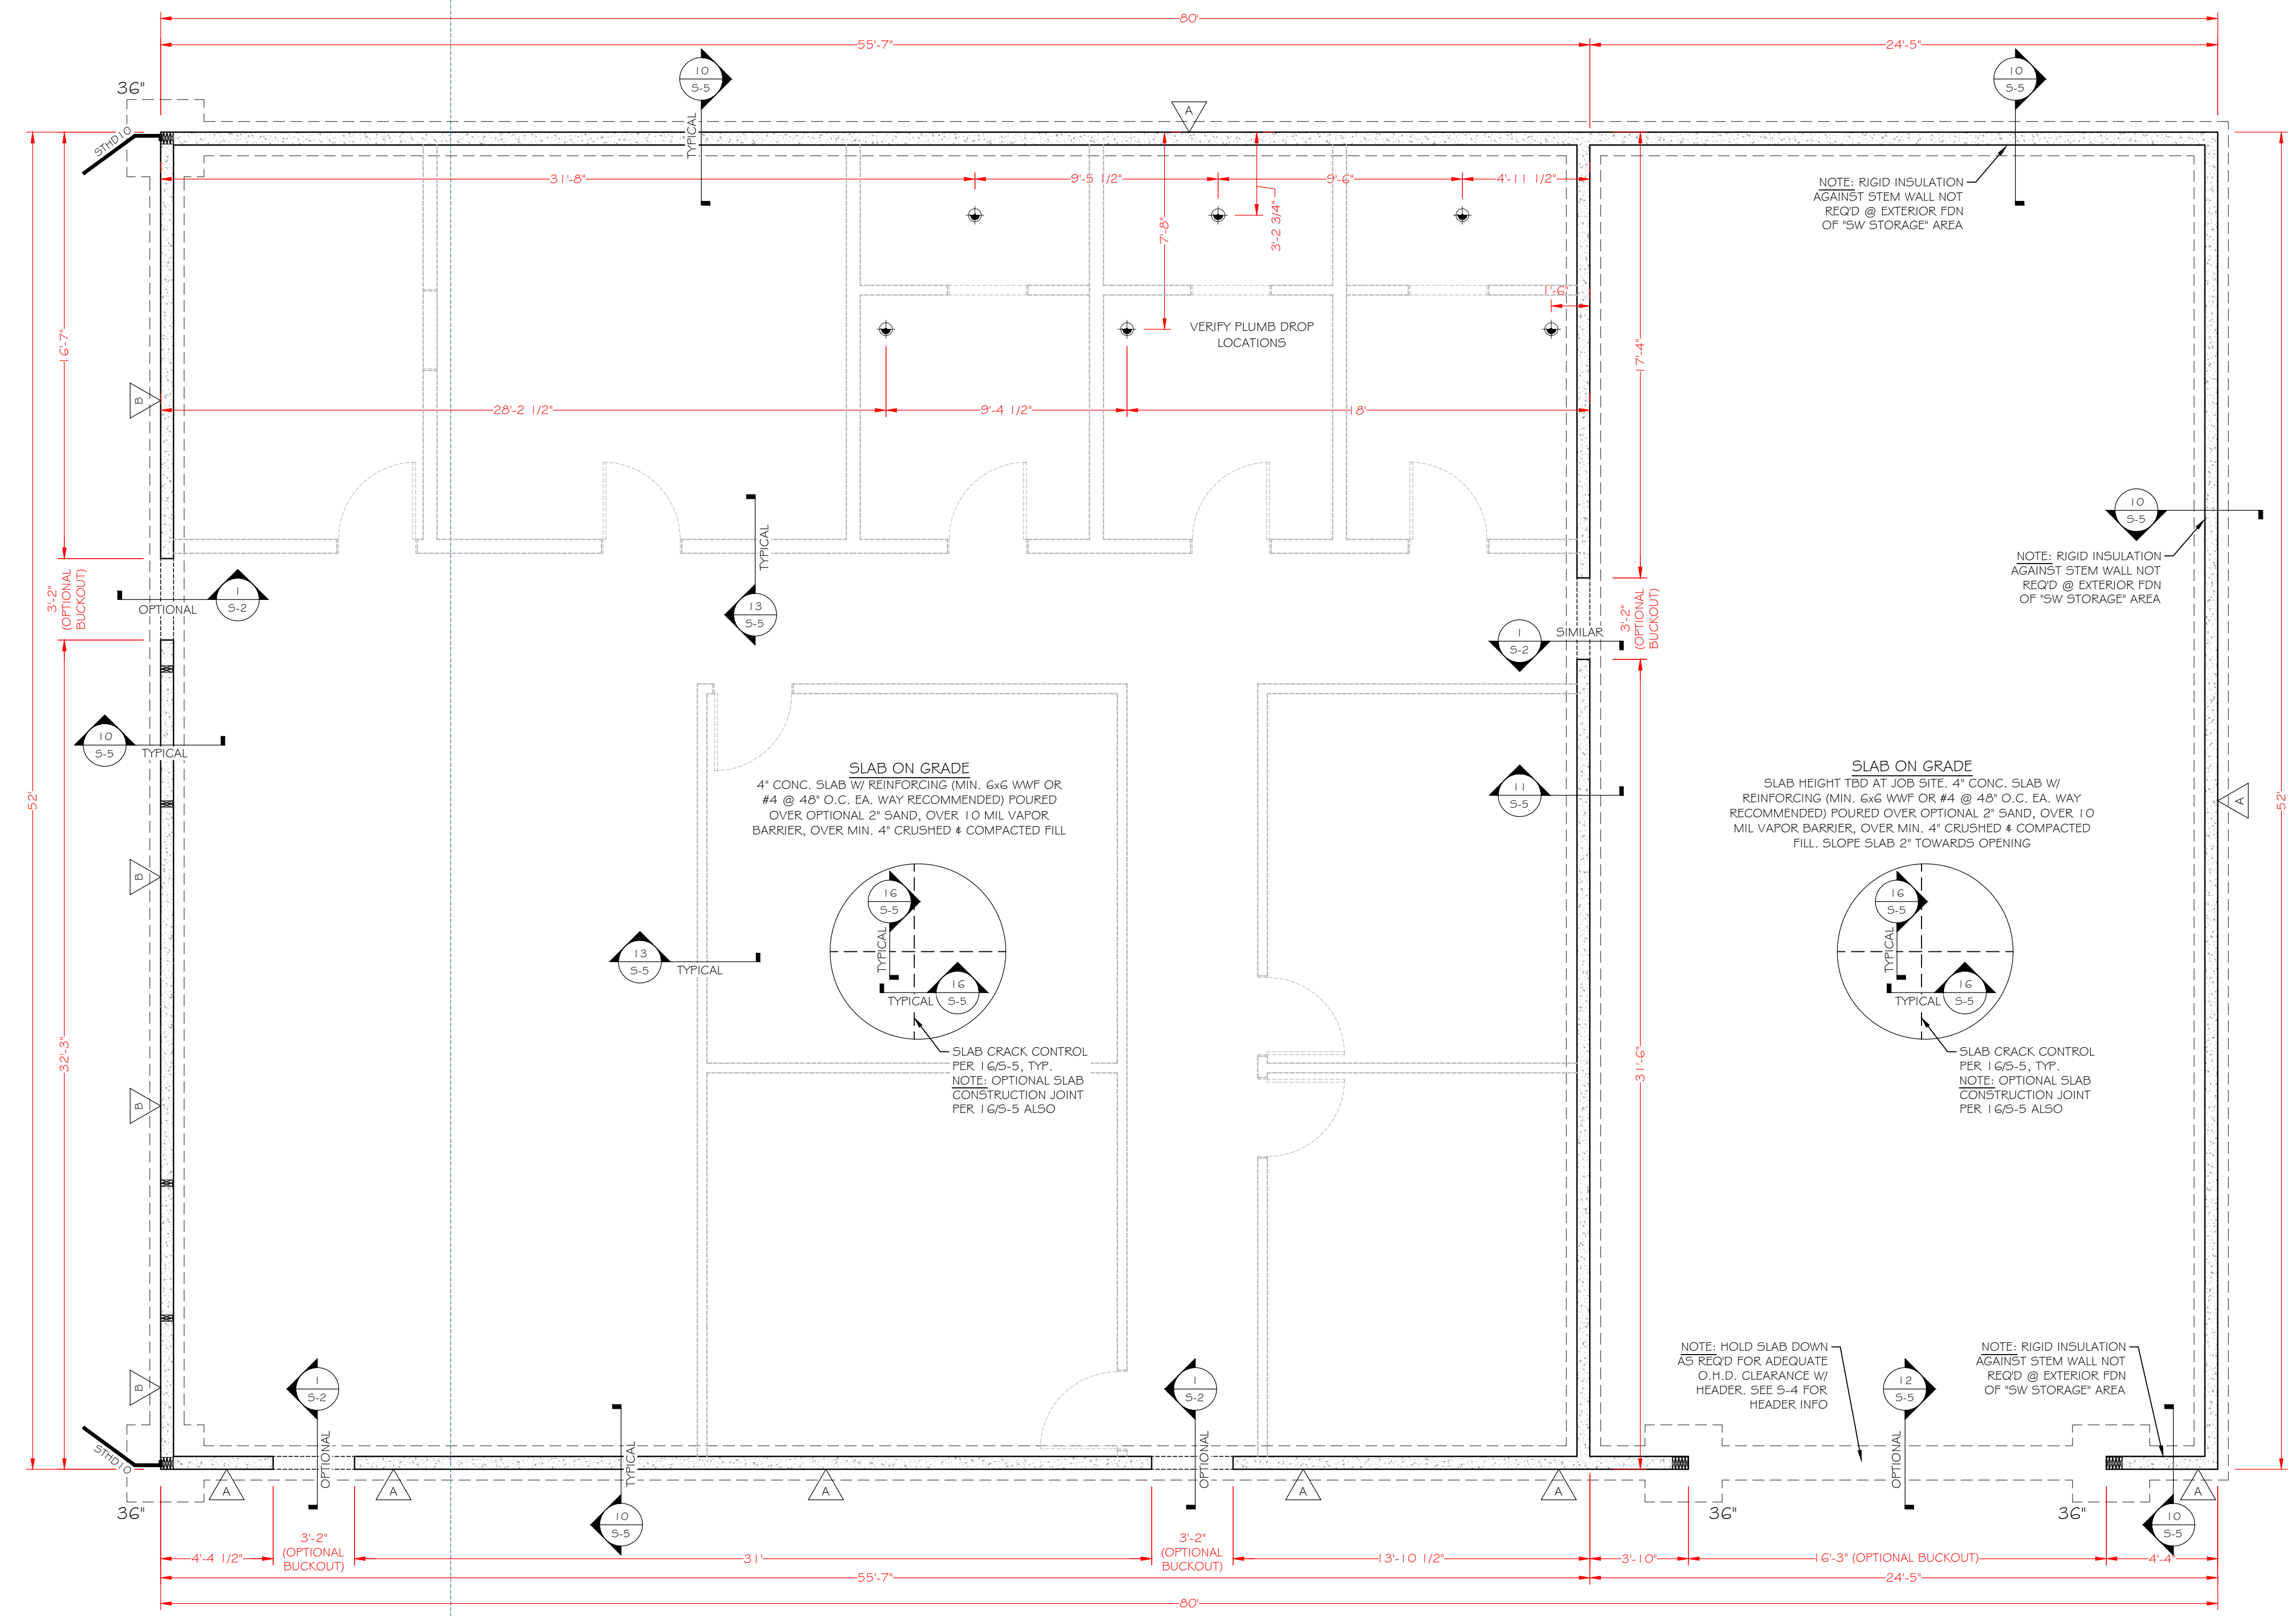 80'
55'-7"
24'-5"
36"
STHD10
10
S-5
TYPICAL
A
10
S-5
31'-8"
9'-5 1/2"
9'-6"
4'-11 1/2"
7'-8"
3'-2 3/4"
1'-6"
NOTE: RIGID INSULATION
AGAINST STEM WALL NOT
REQ'D @ EXTERIOR FDN
OF "SW STORAGE" AREA
16'-7"
17'-4"
VERIFY PLUMB DROP
LOCATIONS
B
28'-2 1/2"
9'-4 1/2"
18'
10
S-5
NOTE: RIGID INSULATION
AGAINST STEM WALL NOT
REQ'D @ EXTERIOR FDN
OF "SW STORAGE" AREA
TYPICAL
13
S-5
3'-2"
(OPTIONAL
BUCKOUT)
OPTIONAL
1
S-2
1
S-2
SIMILAR
3'-2"
(OPTIONAL
BUCKOUT)
10
S-5
TYPICAL
52'
52'
11
S-5
A
SLAB ON GRADE
4" CONC. SLAB W/ REINFORCING (MIN. 6x6 WWF OR
#4 @ 48" O.C. EA. WAY RECOMMENDED) POURED
OVER OPTIONAL 2" SAND, OVER 10 MIL VAPOR
BARRIER, OVER MIN. 4" CRUSHED & COMPACTED FILL
SLAB ON GRADE
SLAB HEIGHT TBD AT JOB SITE. 4" CONC. SLAB W/
REINFORCING (MIN. 6x6 WWF OR #4 @ 48" O.C. EA. WAY
RECOMMENDED) POURED OVER OPTIONAL 2" SAND, OVER 10
MIL VAPOR BARRIER, OVER MIN. 4" CRUSHED & COMPACTED
FILL. SLOPE SLAB 2" TOWARDS OPENING
B
16
S-5
TYPICAL
16
S-5
TYPICAL
13
S-5
TYPICAL
16
S-5
TYPICAL
16
S-5
TYPICAL
32'-3"
31'-6"
SLAB CRACK CONTROL
PER 16/S-5, TYP.
NOTE: OPTIONAL SLAB
CONSTRUCTION JOINT
PER 16/S-5 ALSO
SLAB CRACK CONTROL
PER 16/S-5, TYP.
NOTE: OPTIONAL SLAB
CONSTRUCTION JOINT
PER 16/S-5 ALSO
B
B
1
S-2
OPTIONAL
1
S-2
OPTIONAL
NOTE: HOLD SLAB DOWN
AS REQ'D FOR ADEQUATE
O.H.D. CLEARANCE W/
HEADER. SEE S-4 FOR
HEADER INFO
12
S-5
OPTIONAL
NOTE: RIGID INSULATION
AGAINST STEM WALL NOT
REQ'D @ EXTERIOR FDN
OF "SW STORAGE" AREA
STHD10
36"
A
A
TYPICAL
10
S-5
A
A
A
36"
36"
A
10
S-5
4'-4 1/2"
3'-2"
(OPTIONAL
BUCKOUT)
31'
3'-2"
(OPTIONAL
BUCKOUT)
13'-10 1/2"
3'-10"
16'-3" (OPTIONAL BUCKOUT)
4'-4"
55'-7"
24'-5"
80'